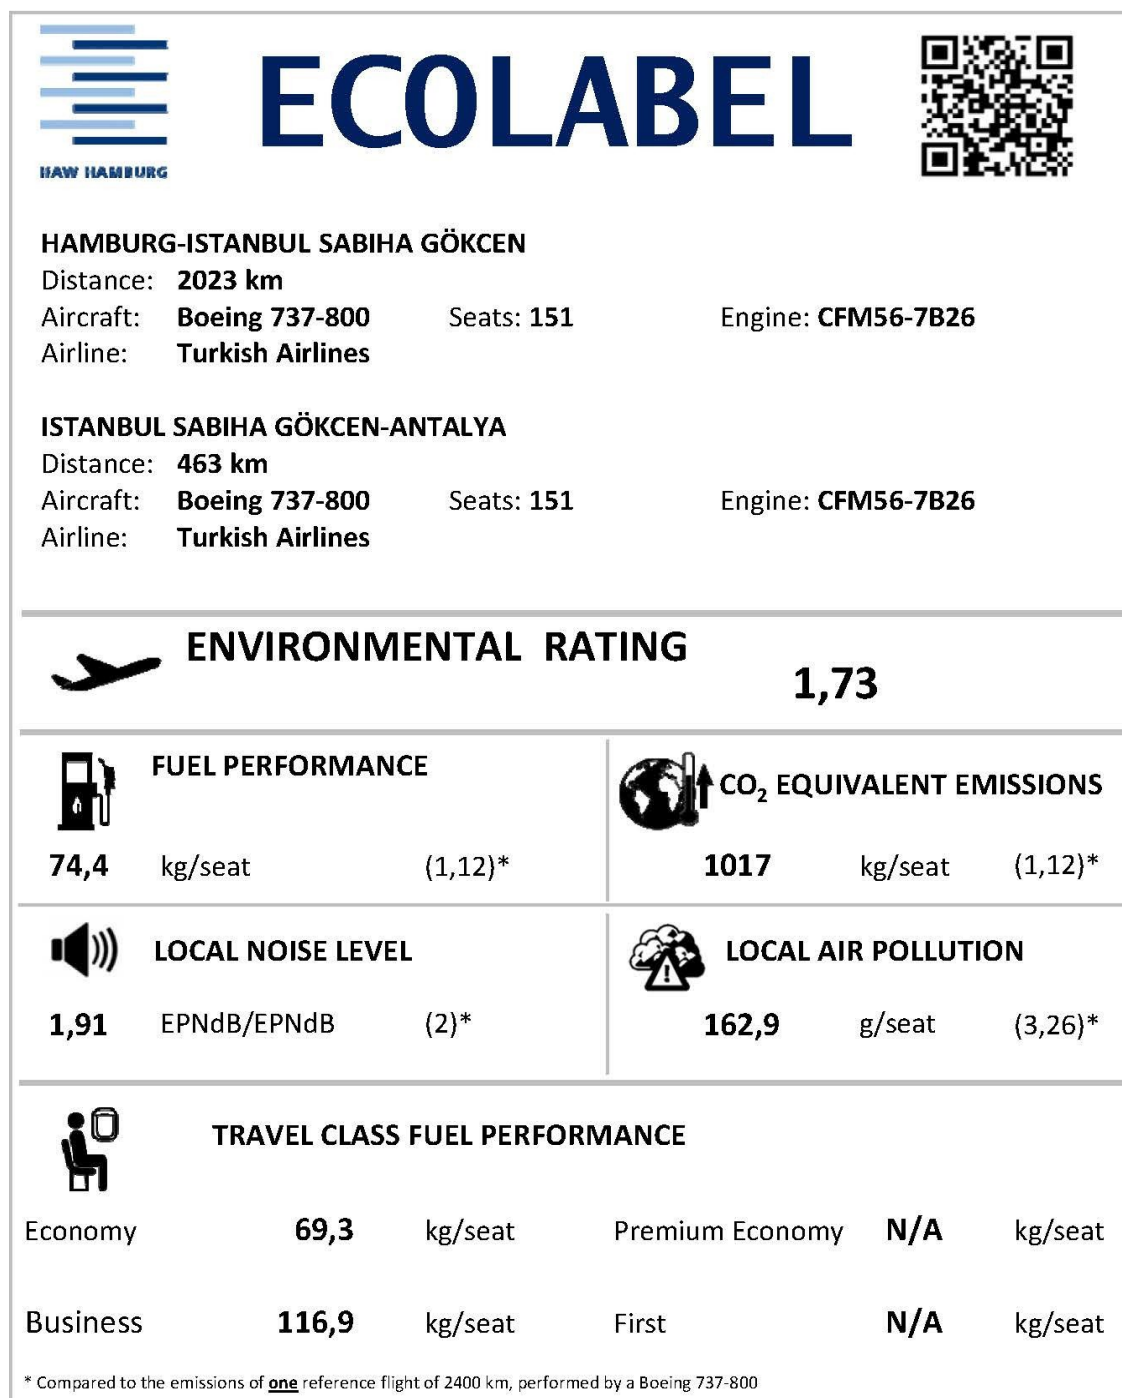 ECOLABEL
HAW HAMBURG
HAMBURG-ISTANBUL SABIHA GÖKCEN
Distance: 2023 km
Aircraft: Boeing 737-800 Seats: 151 Engine: CFM56-7B26
Airline: Turkish Airlines
ISTANBUL SABIHA GÖKCEN-ANTALYA
Distance: 463 km
Aircraft: Boeing 737-800 Seats: 151 Engine: CFM56-7B26
Airline: Turkish Airlines
ENVIRONMENTAL RATING
1,73
FUEL PERFORMANCE
74,4 kg/seat (1,12)*
CO₂ EQUIVALENT EMISSIONS
1017 kg/seat (1,12)*
LOCAL NOISE LEVEL
1,91 EPNdB/EPNdB (2)*
LOCAL AIR POLLUTION
162,9 g/seat (3,26)*
TRAVEL CLASS FUEL PERFORMANCE
Economy 69,3 kg/seat Premium Economy N/A kg/seat
Business 116,9 kg/seat First N/A kg/seat
* Compared to the emissions of one reference flight of 2400 km, performed by a Boeing 737-800